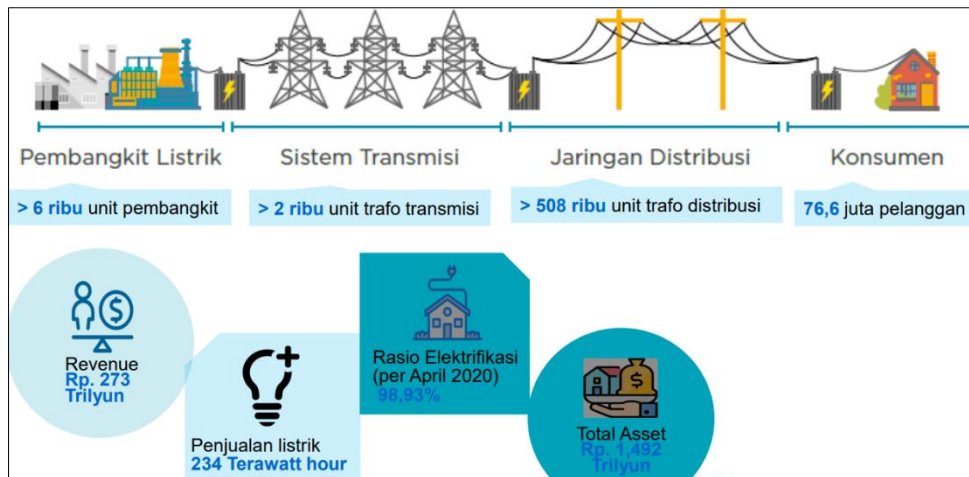 Pembangkit Listrik
Sistem Transmisi
Jaringan Distribusi
Konsumen
> 6 ribu unit pembangkit
> 2 ribu unit trafo transmisi
> 508 ribu unit trafo distribusi
76,6 juta pelanggan
Revenue
Rp. 273
Trilyun
Penjualan listrik
234 Terawatt hour
Rasio Elektrifikasi
(per April 2020)
98,93%
Total Asset
Rp. 1,492
Trilyun